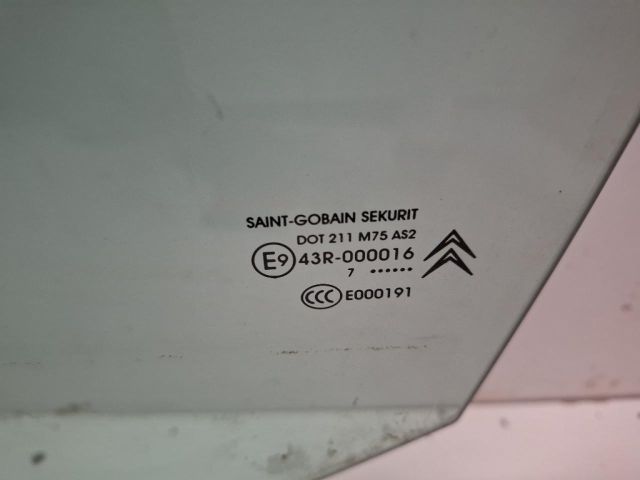 SAINT-GOBAIN SEKURIT
DOT 211 M75 AS2
E9 43R-000016
7 ••••••
CCC E000191